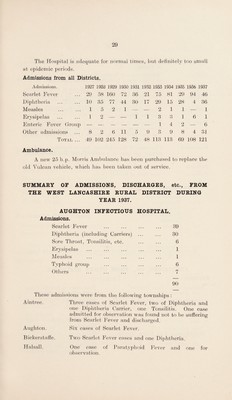 29
The Hospital is adequate for normal times, but definitely too small
at epidemic periods.
Admissions from all Districts.
Admissions. 1927 1928 1929 1930 1931 1932 1933 1934 1935 1936 1937
Scarlet Fever ... 20 58 160 72 36 21 75 81 29 94 46
Diphtheria ... 10 35 77 44 30 17 29 15 28 4 36
Measles ... 1 5 2 1 — — 2 1 1 — 1
Erysipelas ... 1 2 — — 1 1 3 3 1 6 1
Enteric Fever Group — — — — — — 1 4 2 — 6
Other admissions ... 8 2 6 11 5 9 3 9 8 4 31
Total ... 40 102 245 128 72 48 113 113 69 108 121
Ambulance.
A new 25 h.p. Morris Ambulance has been purchased to replace the
old Vulcan vehicle, which has been taken out of service.
SUMMARY OF ADMISSIONS, DISCHARGES, etc., FROM
THE WEST LANCASHIRE RURAL DISTRICT DURING
YEAR 1937.
AUGHTON INFECTIOUS HOSPITAL.
Admissions.
Scarlet Fever ... 39
Diphtheria (including Carriers) ... 30
Sore Throat, Tonsilitis, etc. ... 6
Erysipelas ... 1
Measles ... 1
Typhoid group ... 6
Others ... 7
90
These admissions were from the following townships:
Aintree. Three cases of Scarlet Fever, two of Diphtheria and
one Diphtheria Carrier, one Tonsilitis. One case
admitted for observation was found not to be suffering
from Scarlet Fever and discharged.
Aughton. Six cases of Scarlet Fever.
Bickerstaffe. Two Scarlet Fever cases and one Diphtheria.
Halsall. One case of Paratyphoid Fever and one for
observation.